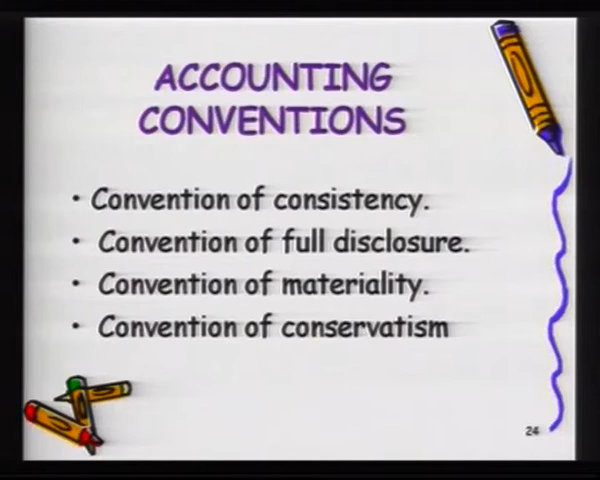 ACCOUNTING
CONVENTIONS
• Convention of consistency.
• Convention of full disclosure.
• Convention of materiality.
• Convention of conservatism
24